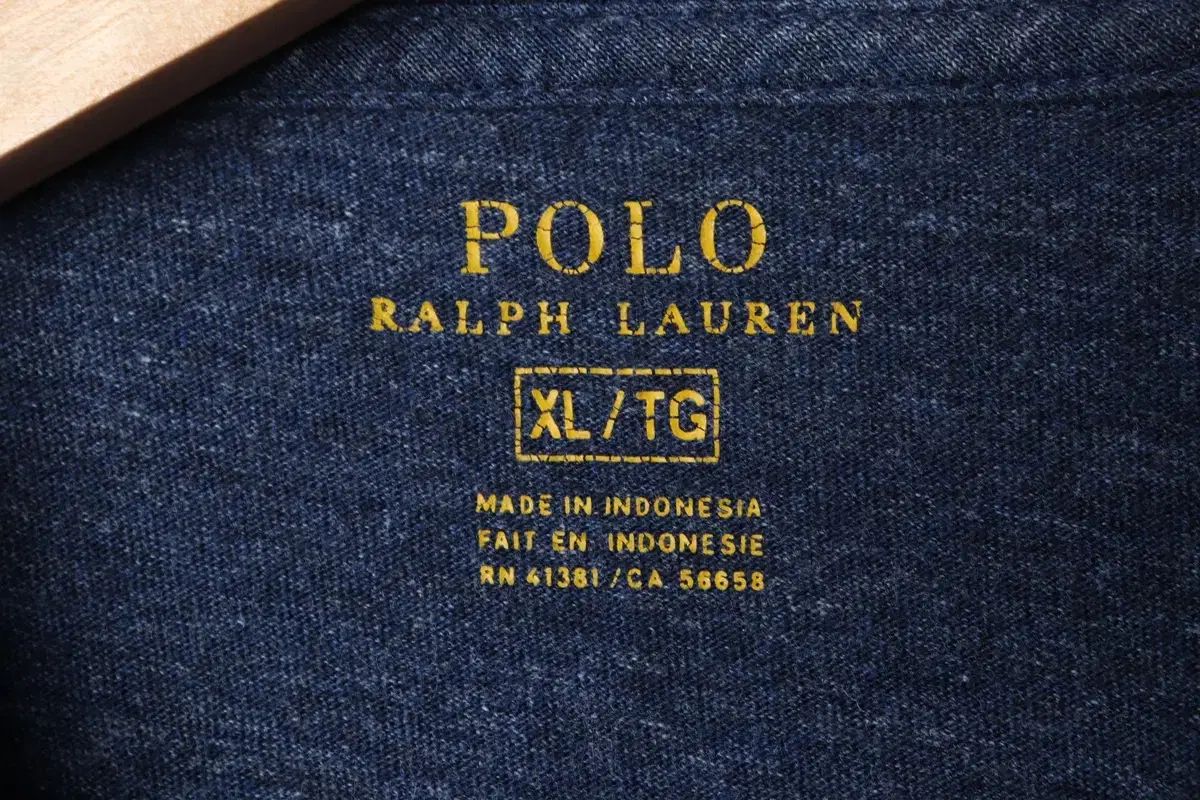 POLO
RALPH LAUREN
XL/TG
MADE IN INDONESIA
FAIT EN INDONESIE
RN 41381/CA 56658